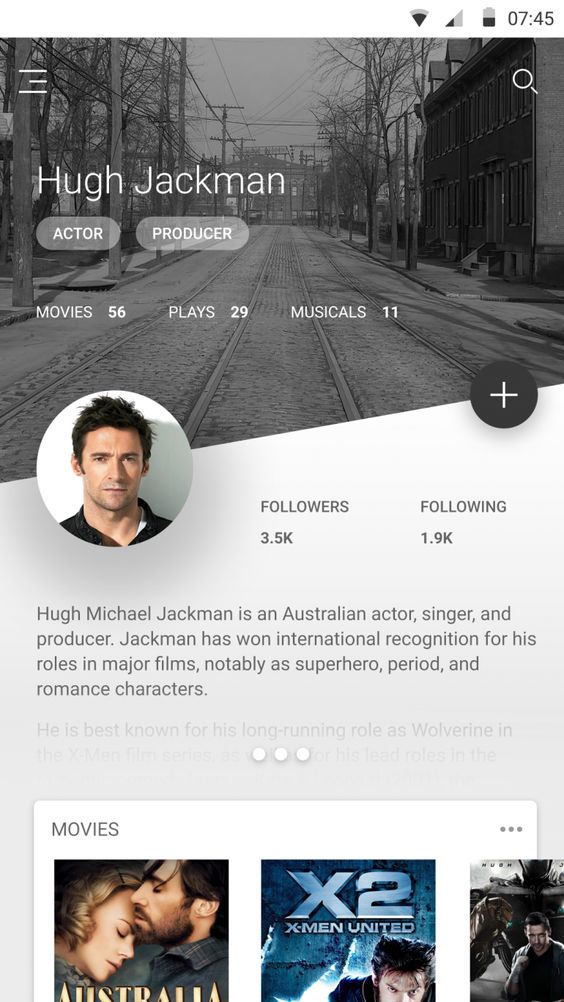 07:45
Hugh Jackman
ACTOR PRODUCER
MOVIES 56 PLAYS 29 MUSICALS 11
FOLLOWERS FOLLOWING
3.5K 1.9K
Hugh Michael Jackman is an Australian actor, singer, and
producer. Jackman has won international recognition for his
roles in major films, notably as superhero, period, and
romance characters.
He is best known for his long-running role as Wolverine in
the X-Men film series, as for his lead roles in the
MOVIES
AUSTRALIA
X2
X-MEN UNITED
HUGH